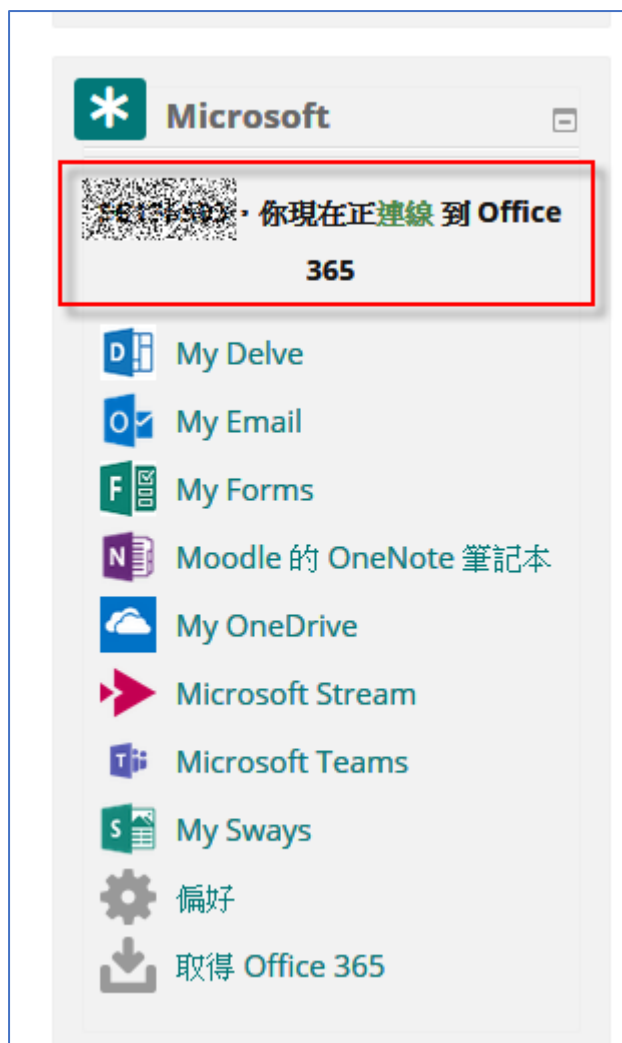 Microsoft
，你現在正連線 到 Office
365
My Delve
My Email
My Forms
Moodle 的 OneNote 筆記本
My OneDrive
Microsoft Stream
Microsoft Teams
My Sways
偏好
取得 Office 365